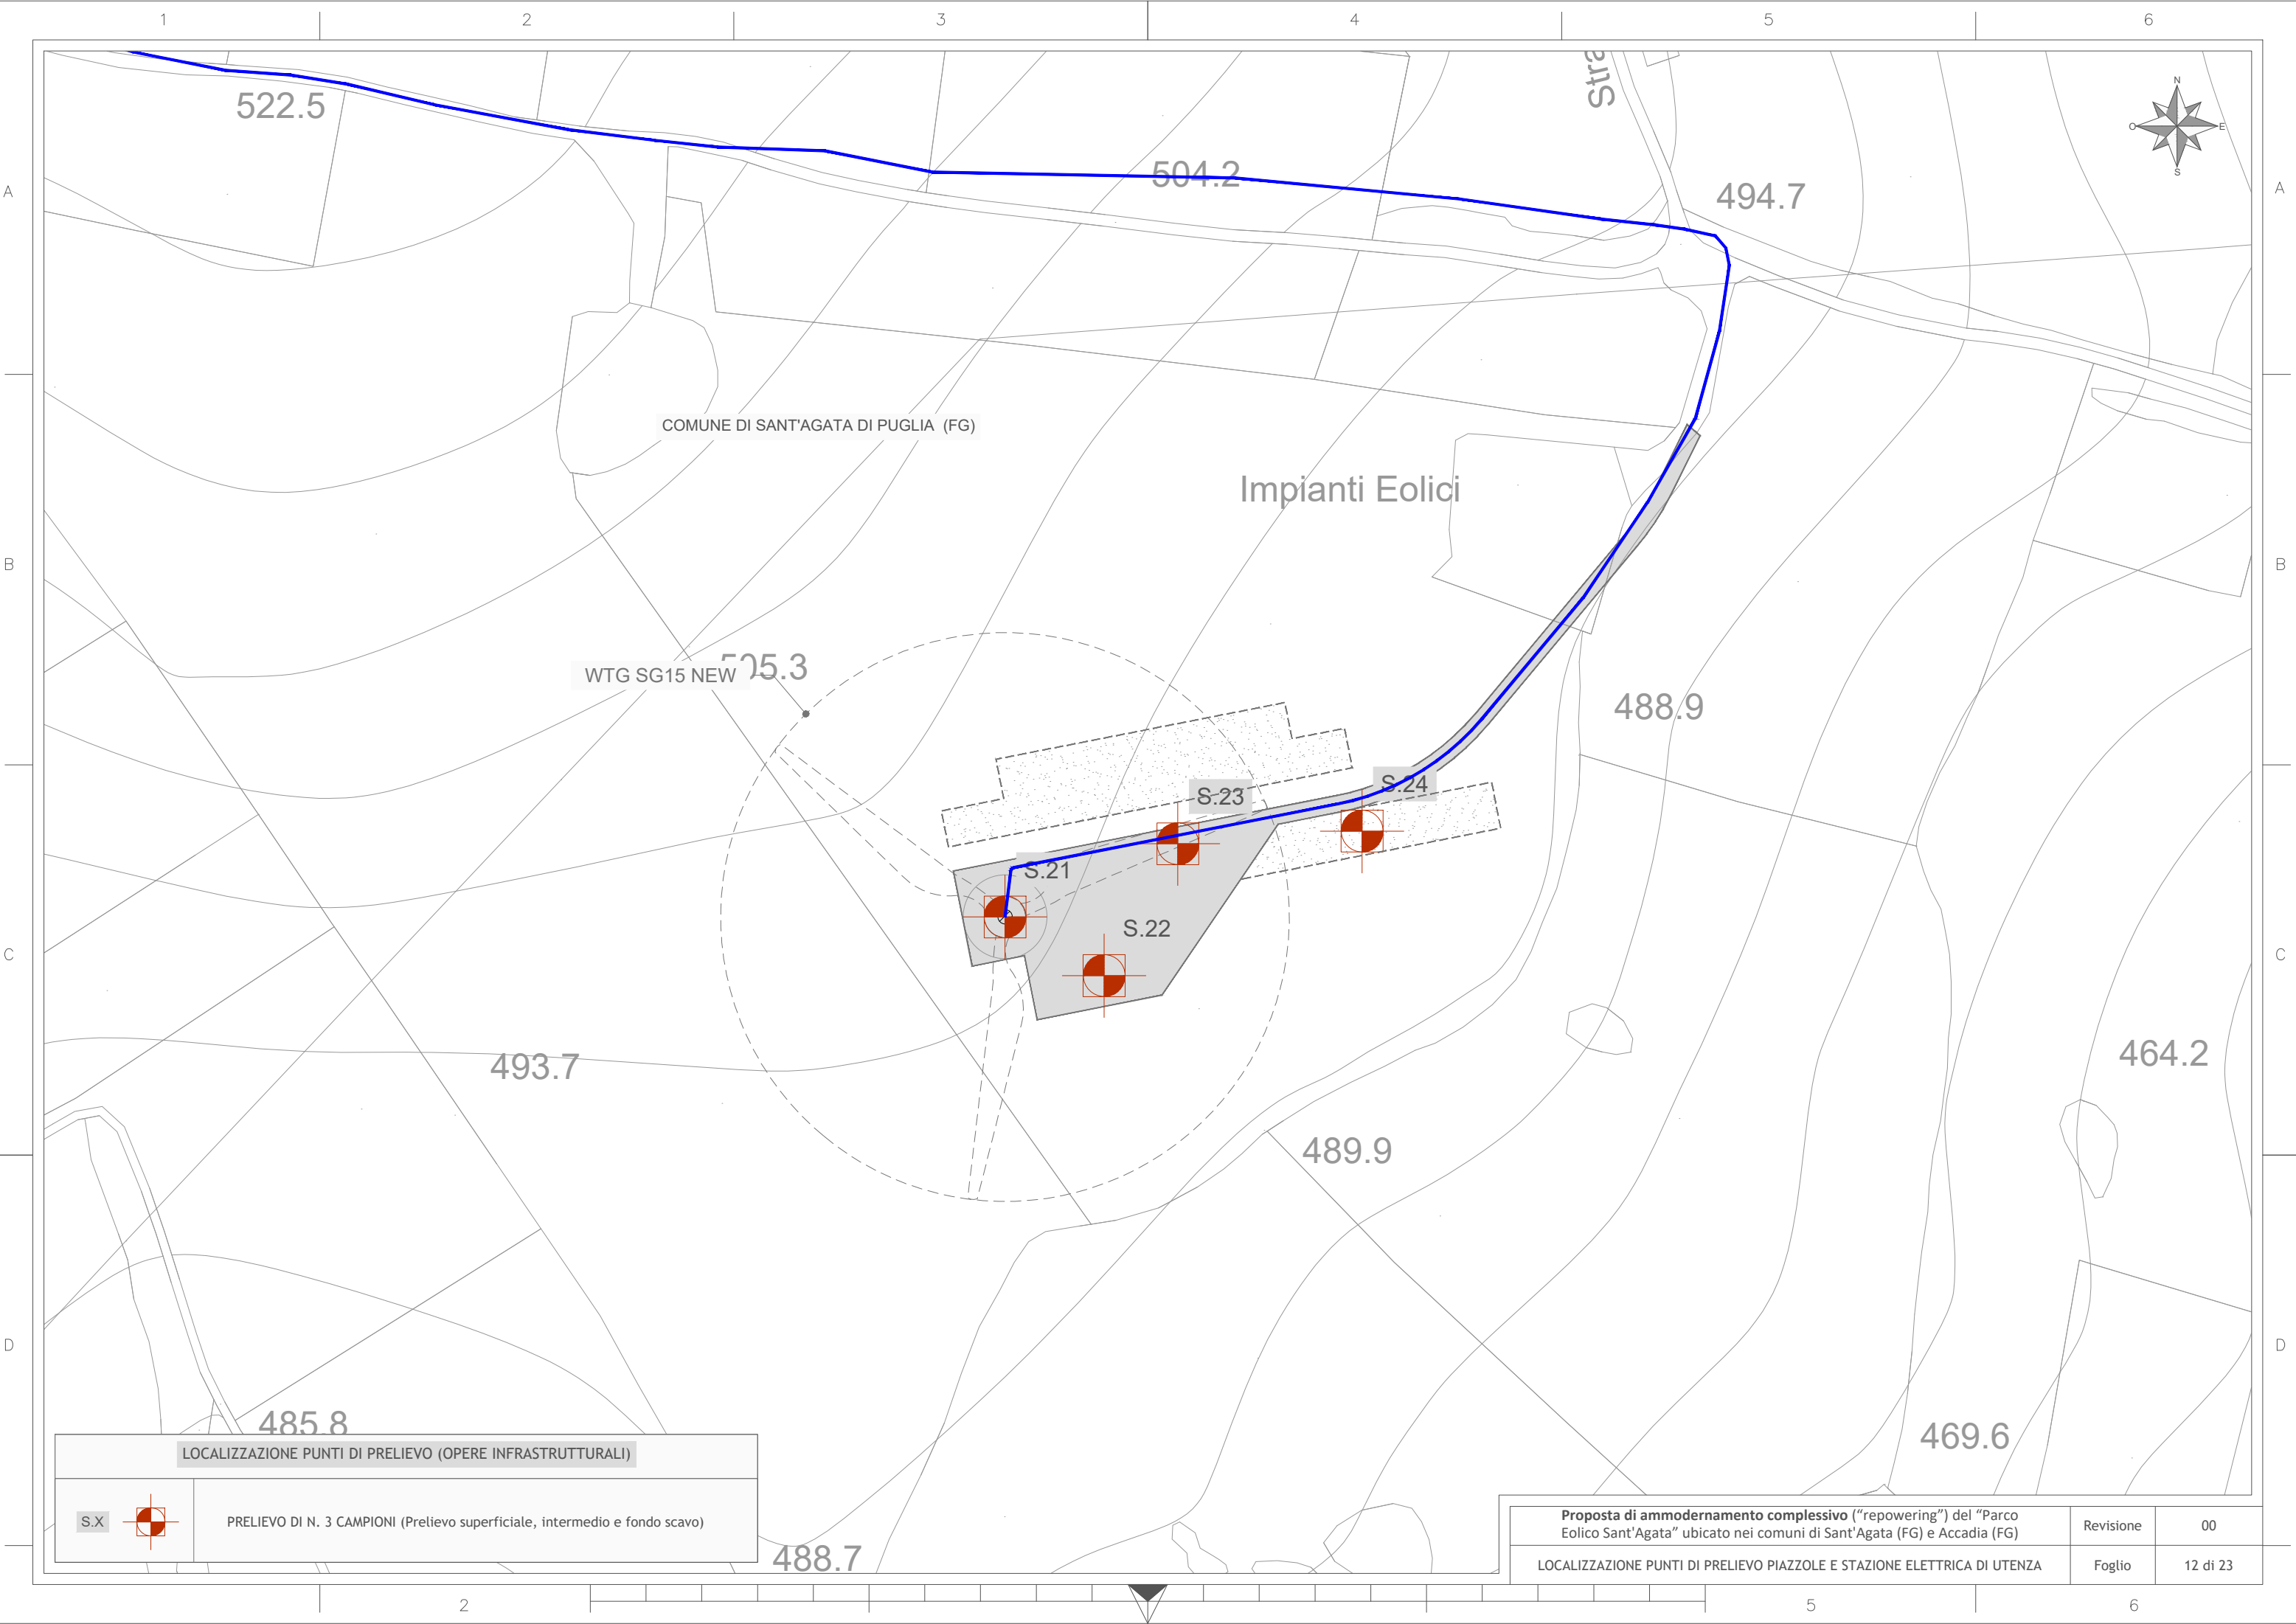 1 2 3 4 5 6
Stra
522.5
N
O E
S
504.2
494.7
A A
COMUNE DI SANT'AGATA DI PUGLIA (FG)
Impianti Eolici
B B
WTG SG15 NEW
05.3
488.9
S.23
S.24
S.21
S.22
C C
493.7
464.2
489.9
D D
485.8
469.6
LOCALIZZAZIONE PUNTI DI PRELIEVO (OPERE INFRASTRUTTURALI)
S.X
PRELIEVO DI N. 3 CAMPIONI (Prelievo superficiale, intermedio e fondo scavo)
488.7
Proposta di ammodernamento complessivo (“repowering”) del “Parco
Eolico Sant'Agata” ubicato nei comuni di Sant'Agata (FG) e Accadia (FG)
Revisione
00
LOCALIZZAZIONE PUNTI DI PRELIEVO PIAZZOLE E STAZIONE ELETTRICA DI UTENZA
Foglio
12 di 23
2 5 6